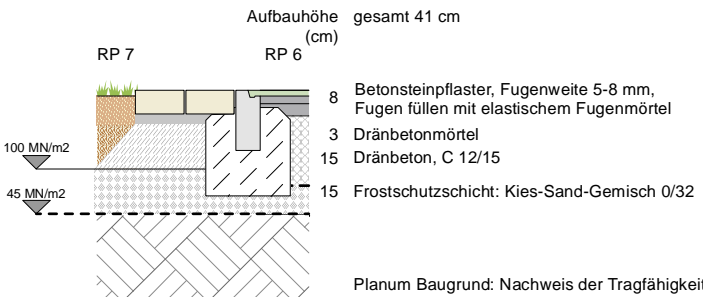 Aufbauhöhe gesamt 41 cm
(cm)
RP 7 RP 6
8 Betonsteinpflaster, Fugenweite 5-8 mm,
Fugen füllen mit elastischem Fugenmörtel
3 Dränbetonmörtel
100 MN/m2
15 Dränbeton, C 12/15
45 MN/m2
15 Frostschutzschicht: Kies-Sand-Gemisch 0/32
Planum Baugrund: Nachweis der Tragfähigkeit